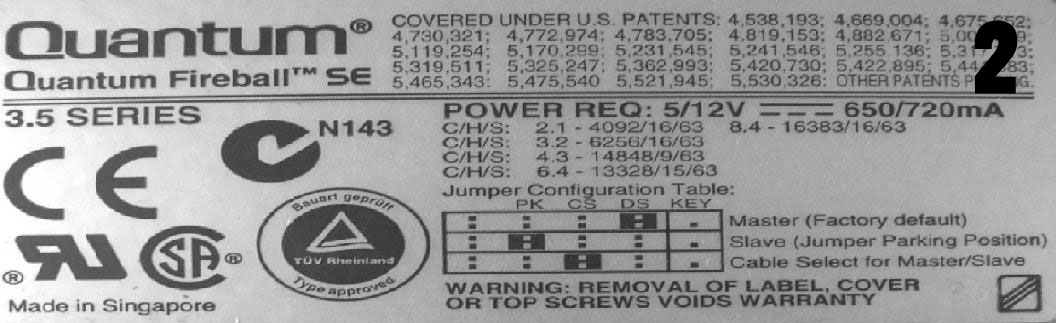 Quantum®
Quantum Fireball™ SE
COVERED UNDER U.S. PATENTS: 4,538,193; 4,669,004;
4,730,321; 4,772,974; 4,783,705; 4,819,153; 4,882,671;
5,119,254; 5,170,299; 5,231,545; 5,241,546; 5,255,136;
5,319,511; 5,325,247; 5,362,993; 5,420,730; 5,422,895;
5,465,343; 5,475,540 5,521,945; 5,530,326: OTHER PATENTS
2
3.5 SERIES
N143
CE
POWER REQ: 5/12V 650/720mA
C/H/S: 2.1 - 4092/16/63 8.4 - 16383/16/63
C/H/S: 3.2 - 6256/16/63
C/H/S: 4.3 - 14848/9/63
C/H/S: 6.4 - 13328/15/63
Jumper Configuration Table:
PK CS DS KEY
Master (Factory default)
Slave (Jumper Parking Position)
Cable Select for Master/Slave
Bauart geprüft
TÜV Rheinland
Type approved
® RU SA ®
Made in Singapore
WARNING: REMOVAL OF LABEL, COVER
OR TOP SCREWS VOIDS WARRANTY